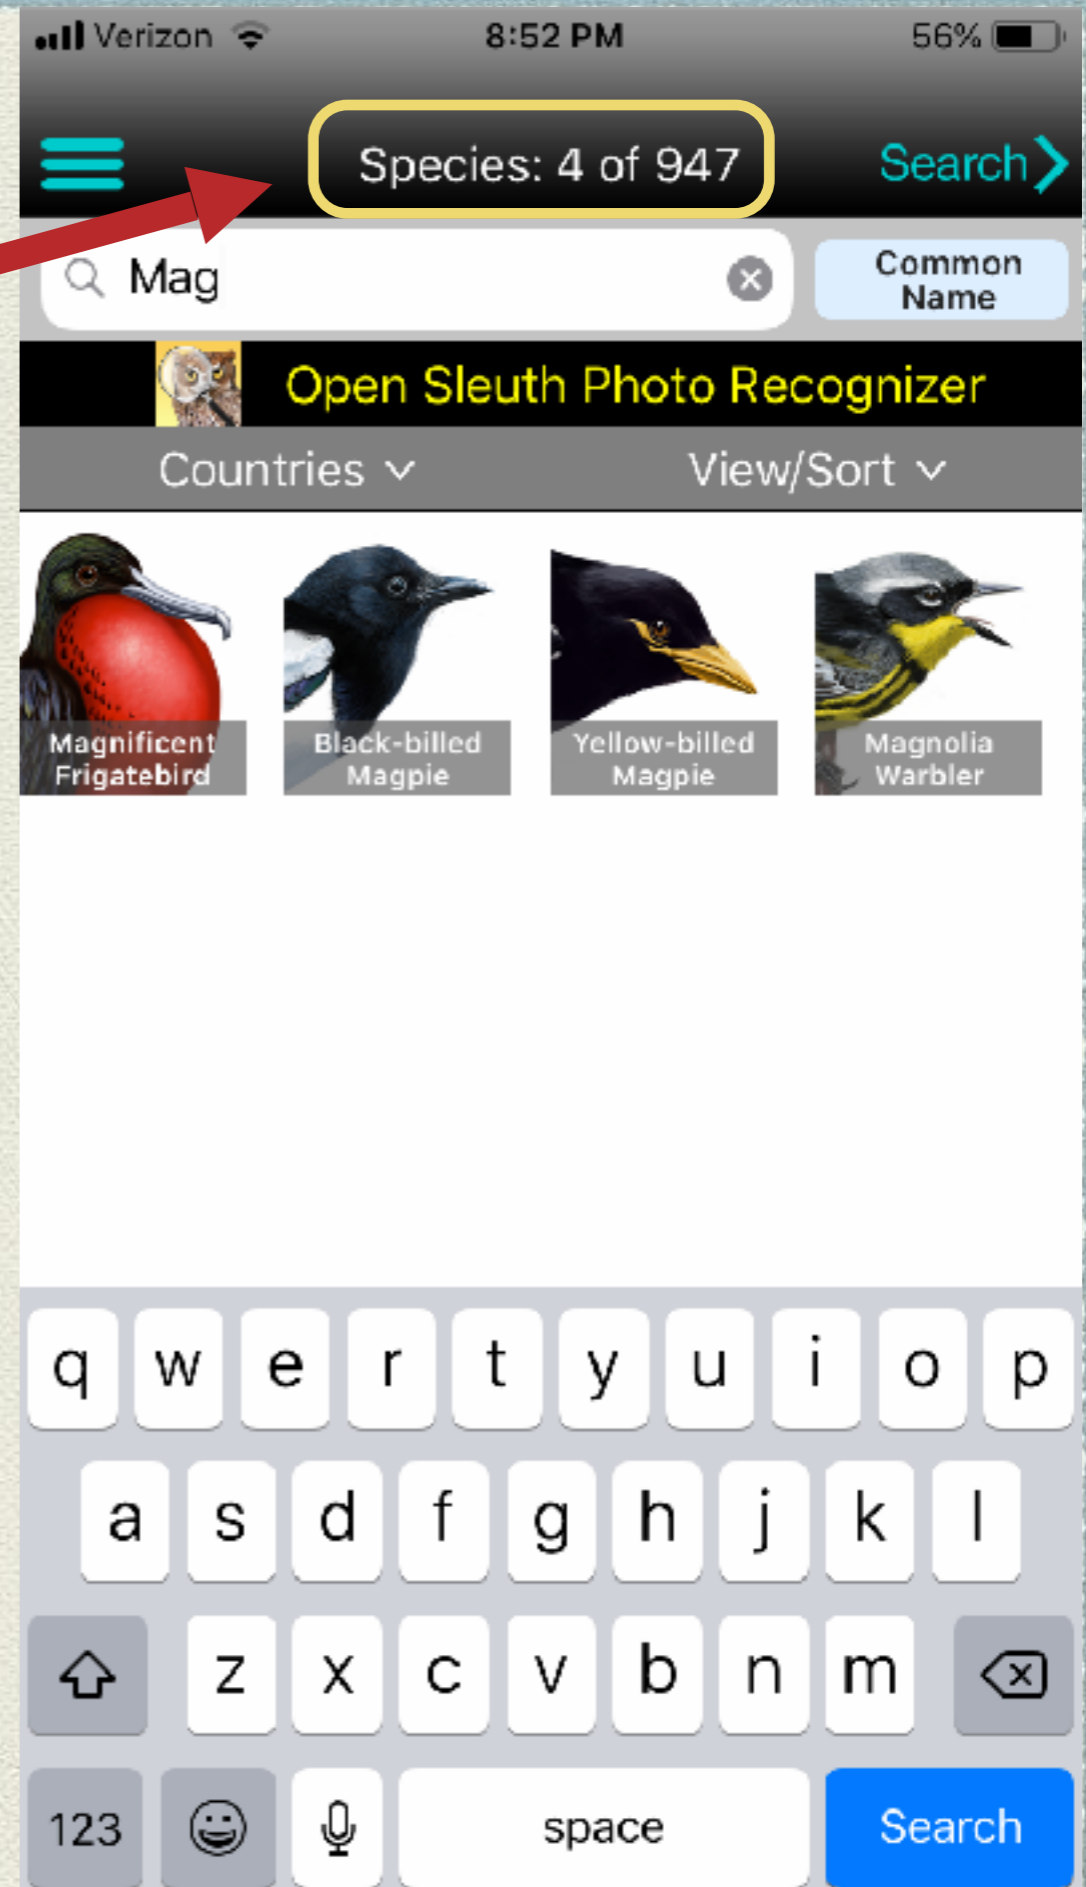 Verizon 8:52 PM 56%
Species: 4 of 947 Search
Mag
Common
Name
Open Sleuth Photo Recognizer
Countries View/Sort
Magnificent
Frigatebird
Black-billed
Magpie
Yellow-billed
Magpie
Magnolia
Warbler
q w e r t y u i o p
a s d f g h j k l
z x c v b n m
123 space Search